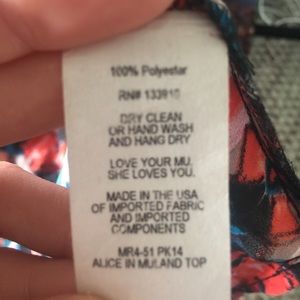 100% Polyester
RN# 133910
DRY CLEAN
OR HAND WASH
AND HANG DRY
LOVE YOUR MU.
SHE LOVES YOU.
MADE IN THE USA
OF IMPORTED FABRIC
AND IMPORTED
COMPONENTS
MR4-51 PK14
ALICE IN MULAND TOP